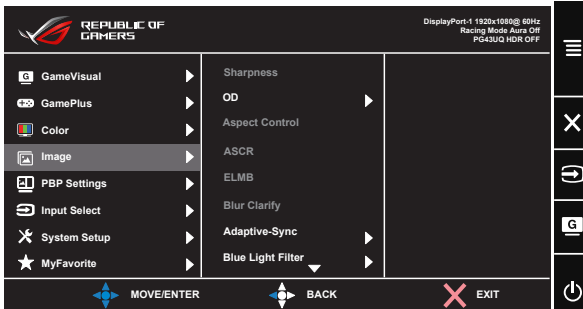 REPUBLIC OF
GAMERS
DisplayPort-1 1920x1080@ 60Hz
Racing Mode Aura Off
PG43UQ HDR OFF
G GameVisual
GamePlus
Color
Image
PBP Settings
Input Select
System Setup
MyFavorite
Sharpness
OD
Aspect Control
ASCR
ELMB
Blur Clarify
Adaptive-Sync
Blue Light Filter
G
MOVE/ENTER
BACK
EXIT